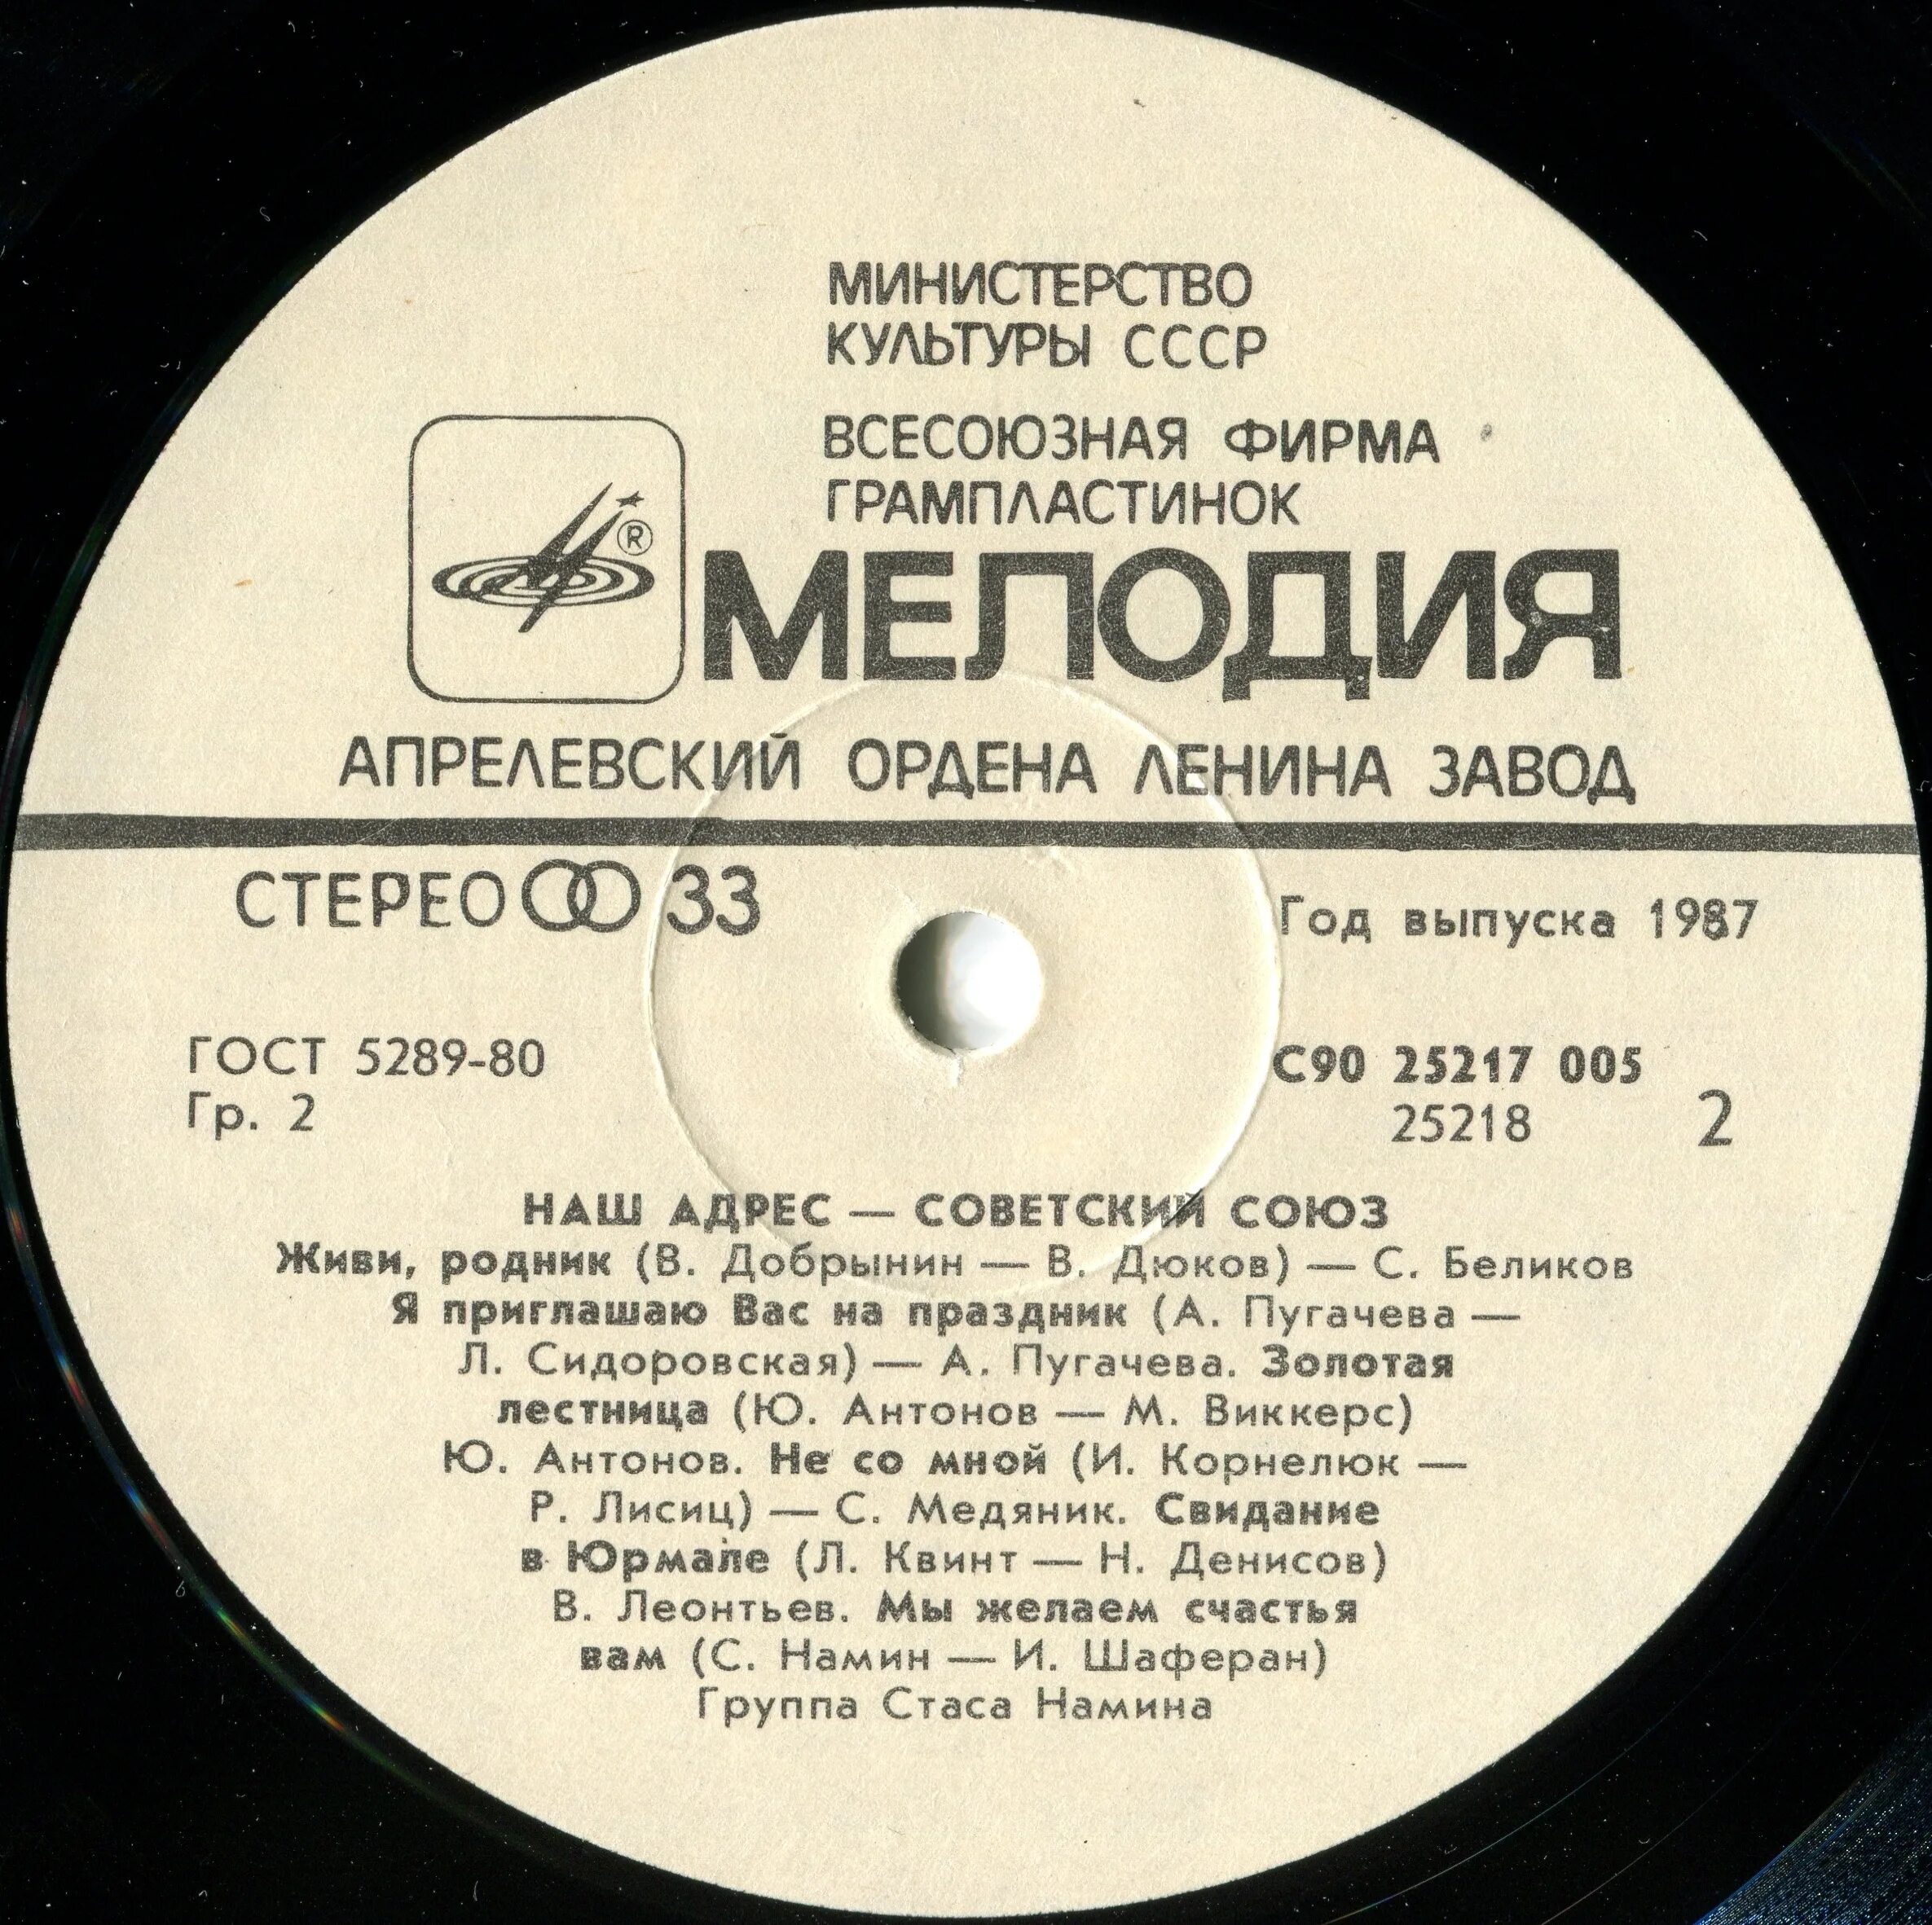 МИНИСТЕРСТВО
КУЛЬТУРЫ СССР
ВСЕСОЮЗНАЯ ФИРМА
ГРАМПЛАСТИНОК
®
МЕЛОДИЯ
АПРЕЛЕВСКИЙ ОРДЕНА ЛЕНИНА ЗАВОД
СТЕРЕО 33
Год выпуска 1987
ГОСТ 5289-80
Гр. 2
С90 25217 005
25218
2
НАШ АДРЕС — СОВЕТСКИЙ СОЮЗ
Живи, родник (В. Добрынин — В. Дюков) — С. Беликов
Я приглашаю Вас на праздник (А. Пугачева —
Л. Сидоровская) — А. Пугачева. Золотая
лестница (Ю. Антонов — М. Виккерс)
Ю. Антонов. Не со мной (И. Корнелюк —
Р. Лисиц) — С. Медяник. Свидание
в Юрмале (Л. Квинт — Н. Денисов)
В. Леонтьев. Мы желаем счастья
вам (С. Намин — И. Шаферан)
Группа Стаса Намина